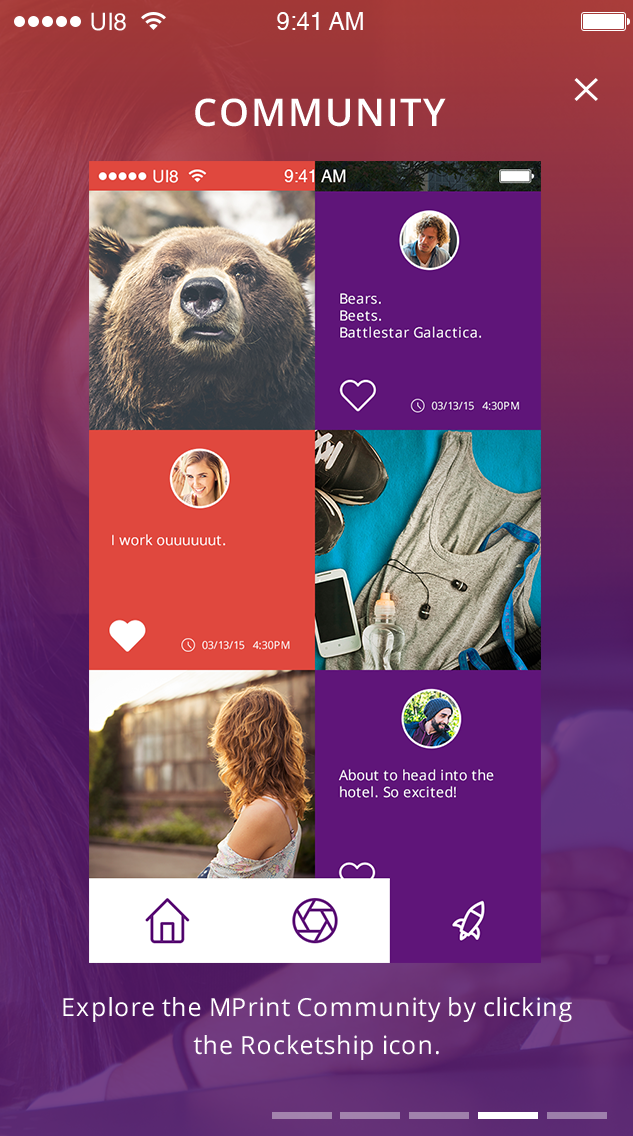 UI8 9:41 AM
COMMUNITY
UI8 9:41 AM
Bears.
Beets.
Battlestar Galactica.
03/13/15 4:30PM
I work ouuuuuut.
03/13/15 4:30PM
About to head into the
hotel. So excited!
Explore the MPrint Community by clicking
the Rocketship icon.